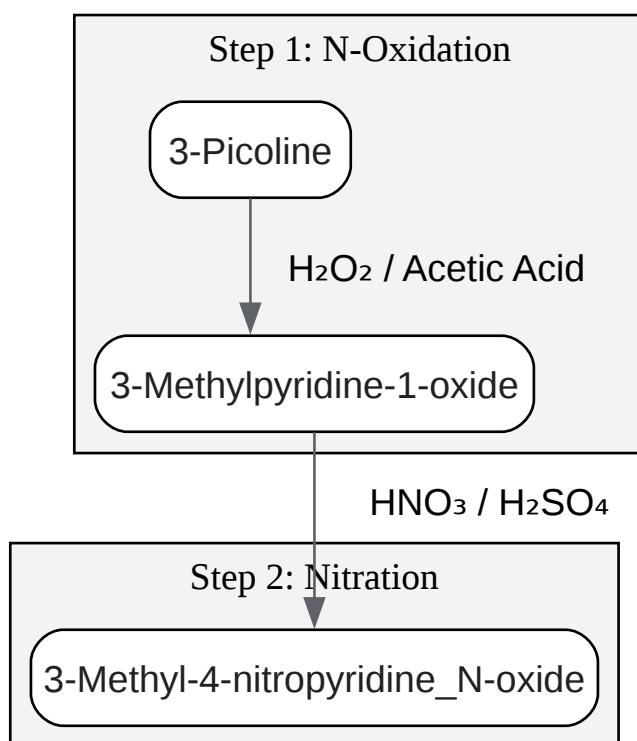 Step 1: N-Oxidation
3-Picoline
H₂O₂ / Acetic Acid
3-Methylpyridine-1-oxide
HNO₃ / H₂SO₄
Step 2: Nitration
3-Methyl-4-nitropyridine_N-oxide